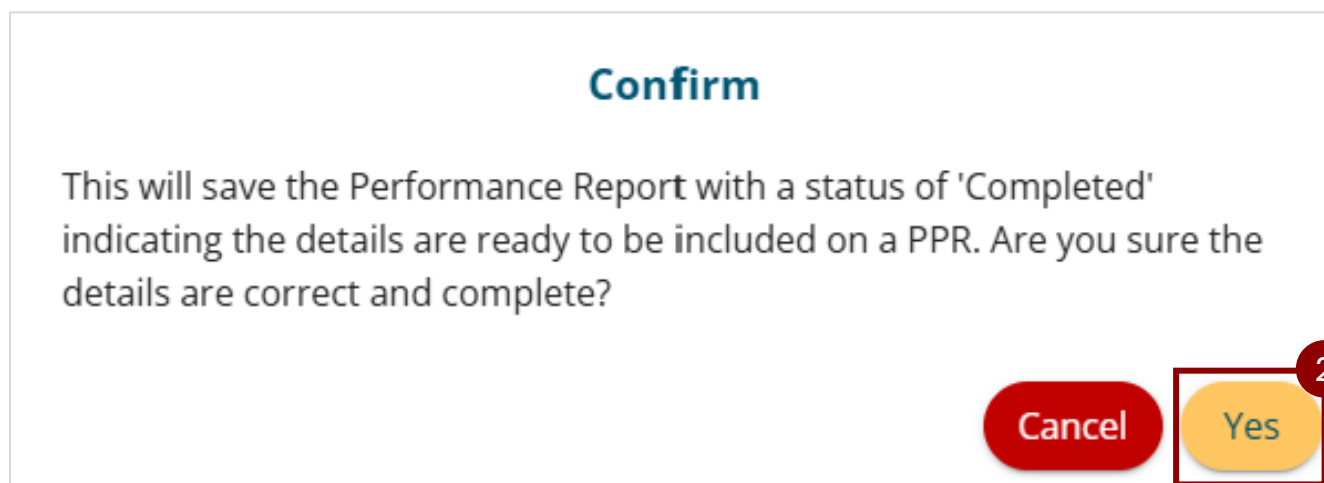 Confirm
This will save the Performance Report with a status of 'Completed'
indicating the details are ready to be included on a PPR. Are you sure the
details are correct and complete?
2
Cancel Yes